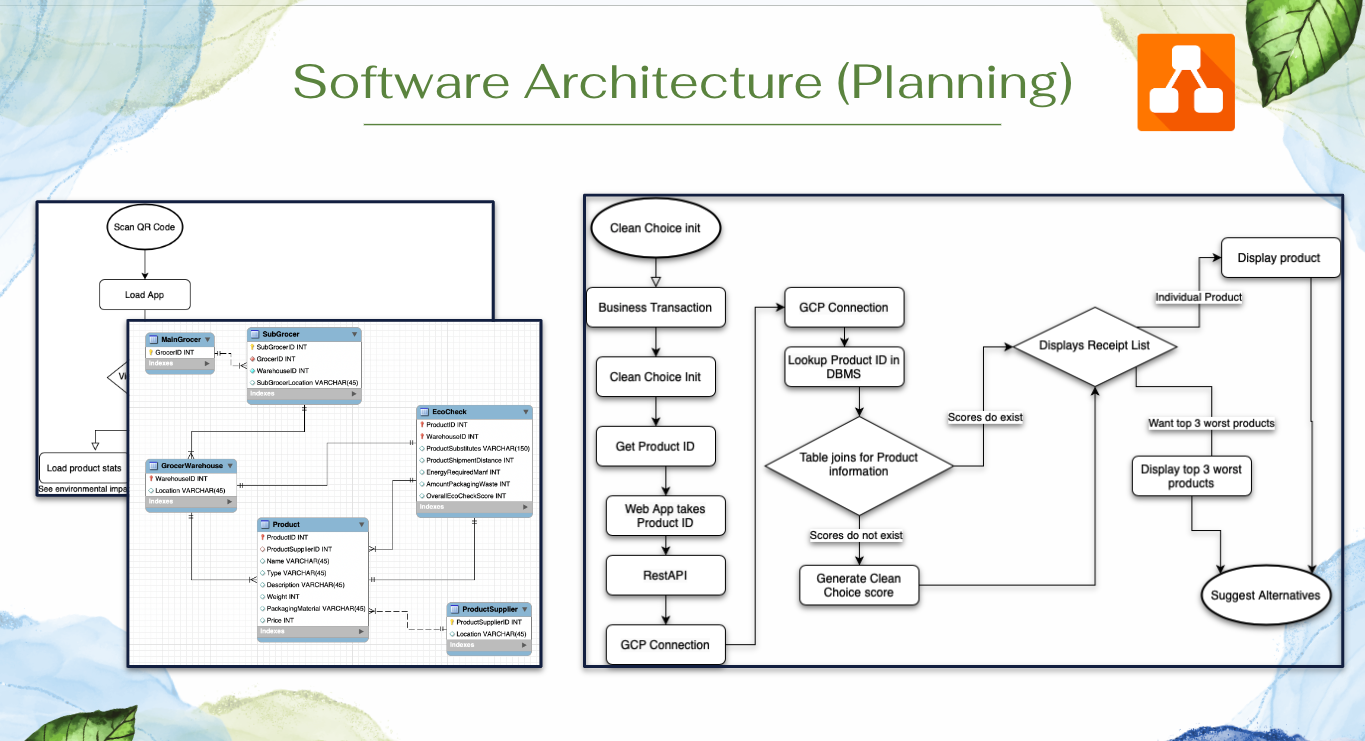 Software Architecture (Planning)
Scan QR Code
Load App
Load product stats
See environmental
MainGrocer
GrocerID INT
Indexes
SubGrocer
SubGrocerID INT
GrocerID INT
WarehouseID INT
SubGrocerLocation VARCHAR(45)
Indexes
EcoCheck
ProductID INT
WarehouseID INT
ProductSubstitutes VARCHAR(150)
ProductShipmentDistance INT
EnergyRequiredManf INT
AmountPackagingWaste INT
OverallEcoCheckScore INT
Indexes
GrocerWarehouse
WarehouseID INT
Location VARCHAR(45)
Indexes
Product
ProductID INT
ProductSupplierID INT
Name VARCHAR(45)
Type VARCHAR(45)
Description VARCHAR(45)
Weight INT
PackagingMaterial VARCHAR(45)
Price INT
Indexes
ProductSupplier
ProductSupplierID INT
Location VARCHAR(45)
Indexes
Clean Choice init
Business Transaction
Clean Choice Init
Get Product ID
Web App takes
Product ID
RestAPI
GCP Connection
GCP Connection
Lookup Product ID in
DBMS
Table joins for Product
information
Scores do exist
Scores do not exist
Generate Clean
Choice score
Displays Receipt List
Individual Product
Display product
Want top 3 worst products
Display top 3 worst
products
Suggest Alternatives